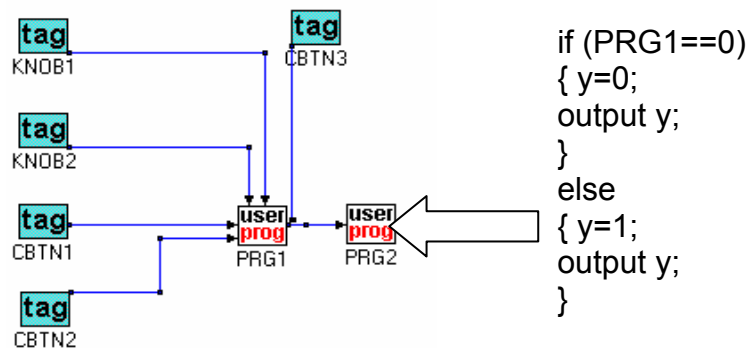 tag
KNOB1
tag
CBTN3
tag
KNOB2
tag
CBTN1
tag
CBTN2
user
prog
PRG1
user
prog
PRG2
if (PRG1==0)
{ y=0;
output y;
}
else
{ y=1;
output y;
}